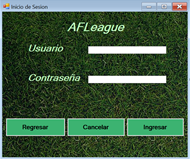 Inicio de Sesion
AFLeague
Usuario
Contraseña
Regresar Cancelar Ingresar